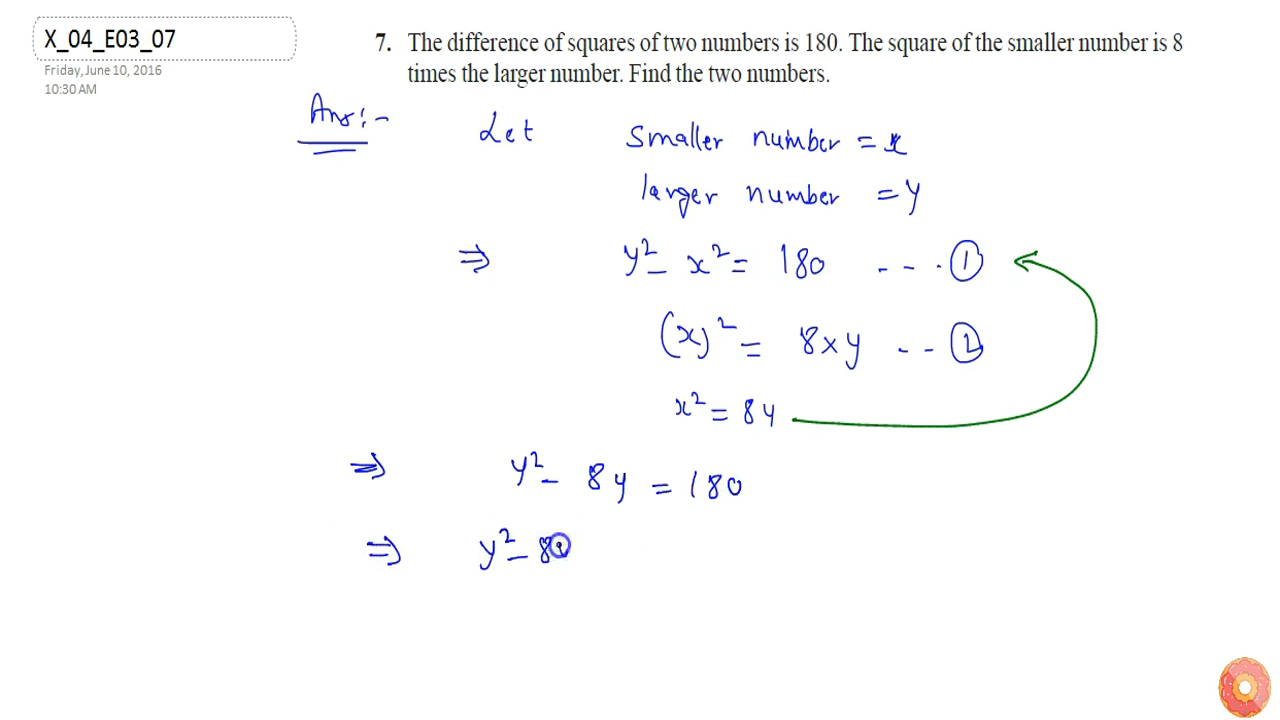 X_04_E03_07
Friday, June 10, 2016
10:30 AM
7. The difference of squares of two numbers is 180. The square of the smaller number is 8
times the larger number. Find the two numbers.
Ans:- Let smaller number = x
larger number = y
⇒ y² - x² = 180 --- ①
(x)² = 8×y -- ②
x² = 8y
⇒ y² - 8y = 180
⇒ y² - 8